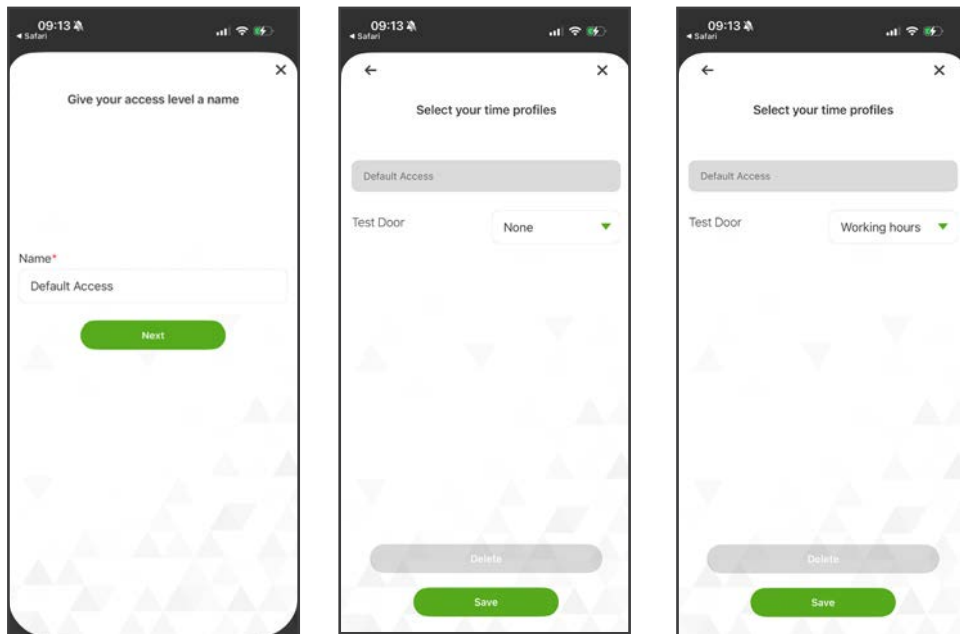 09:13
◀ Safari
Give your access level a name
Name*
Default Access
Next
09:13
◀ Safari
Select your time profiles
Default Access
Test Door
None
Delete
Save
09:13
◀ Safari
Select your time profiles
Default Access
Test Door
Working hours
Delete
Save